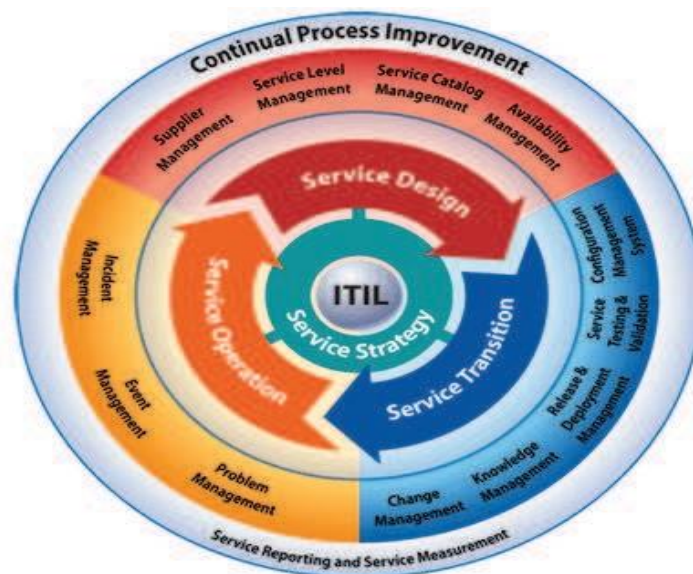 Continual Process Improvement
Supplier
Management
Service Level
Management
Service Catalog
Management
Availability
Management
Configuration
Management
System
Service
Testing &
Validation
Release &
Deployment
Management
Knowledge
Management
Change
Management
Problem
Management
Event
Management
Incident
Management
Service Design
Service Transition
Service Operation
Service Strategy
ITIL
Service Reporting and Service Measurement